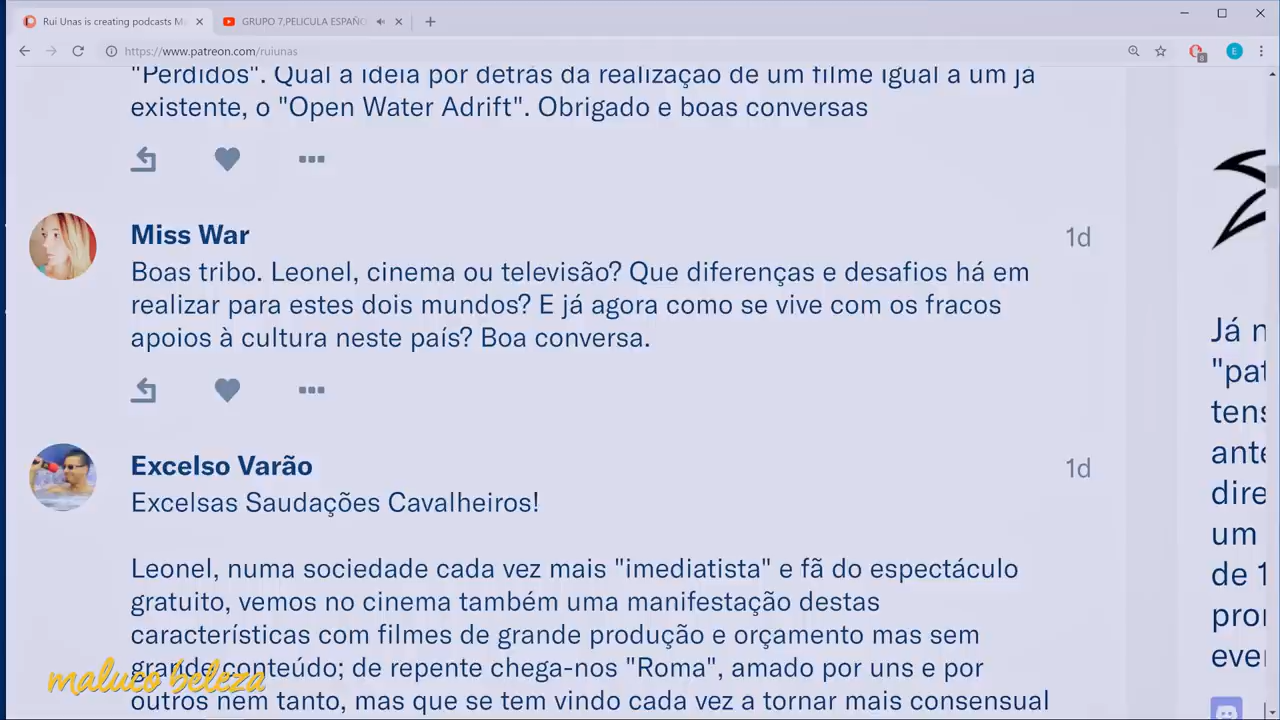 Rui Unas is creating podcasts M
GRUPO 7,PELICULA ESPAÑO
https://www.patreon.com/ruiunas
E
"Perdidos". Qual a ideia por detrás da realização de um filme igual a um já
existente, o "Open Water Adrift". Obrigado e boas conversas
Miss War
1d
Boas tribo. Leonel, cinema ou televisão? Que diferenças e desafios há em
realizar para estes dois mundos? E já agora como se vive com os fracos
apoios à cultura neste país? Boa conversa.
Excelso Varão
1d
Excelsas Saudações Cavalheiros!
Leonel, numa sociedade cada vez mais "imediatista" e fã do espectáculo
gratuito, vemos no cinema também uma manifestação destas
características com filmes de grande produção e orçamento mas sem
grande conteúdo; de repente chega-nos "Roma", amado por uns e por
outros nem tanto, mas que se tem vindo cada vez a tornar mais consensual
maluco beleza
Já n
"pat
tens
ante
dire
um
de 1
pror
ever